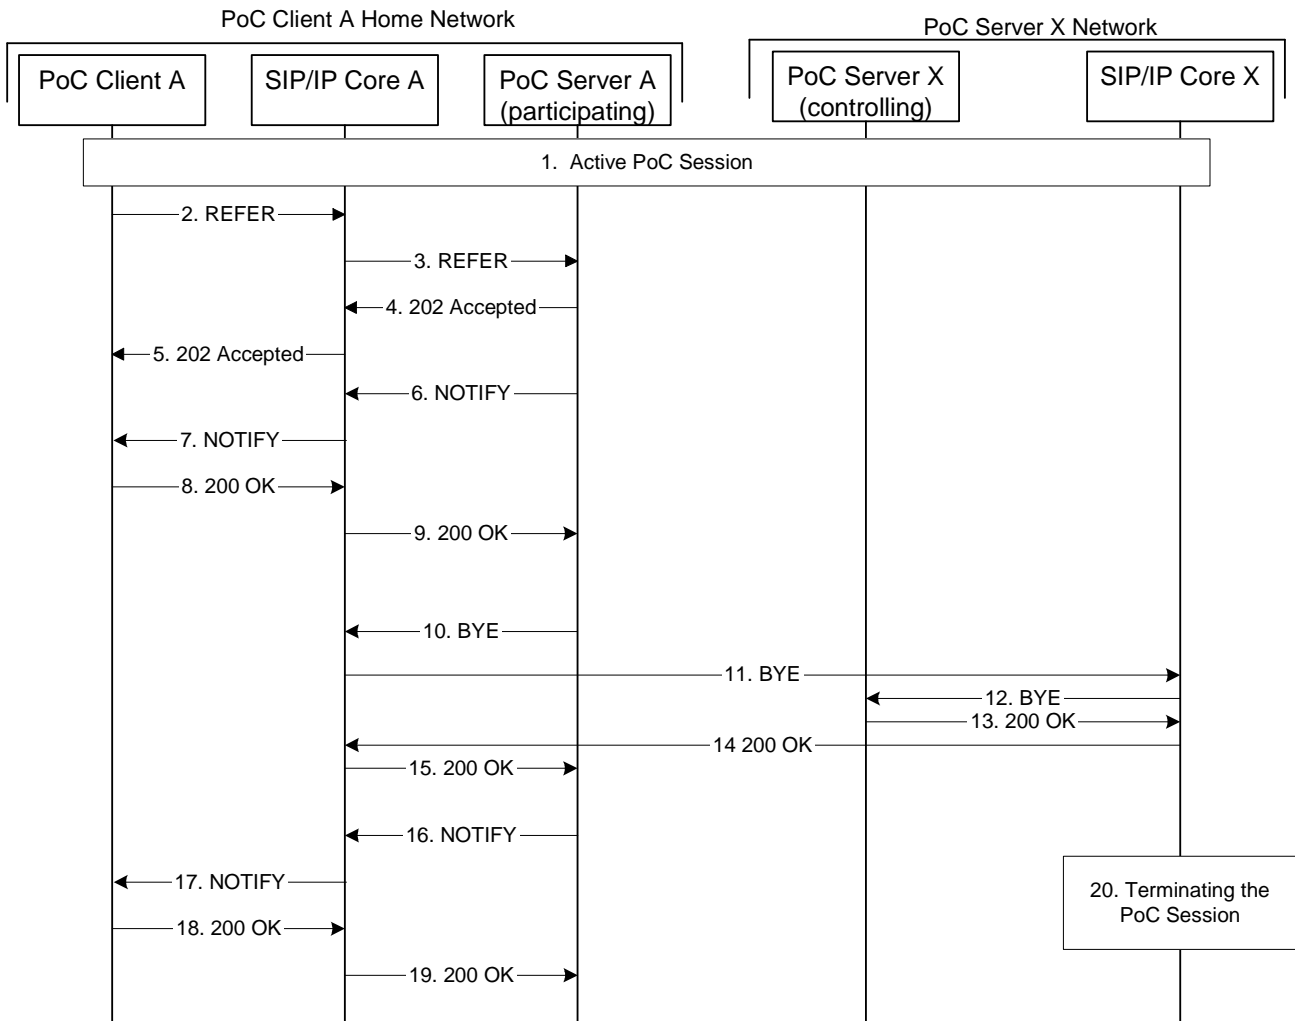 PoC Client A Home Network
PoC Server X Network
PoC Client A
SIP/IP Core A
PoC Server A
(participating)
PoC Server X
(controlling)
SIP/IP Core X
1.  Active PoC Session
2. REFER
3. REFER
4. 202 Accepted
5. 202 Accepted
6. NOTIFY
7. NOTIFY
8. 200 OK
9. 200 OK
10. BYE
11. BYE
12. BYE
13. 200 OK
14 200 OK
15. 200 OK
16. NOTIFY
17. NOTIFY
18. 200 OK
19. 200 OK
20. Terminating the
PoC Session